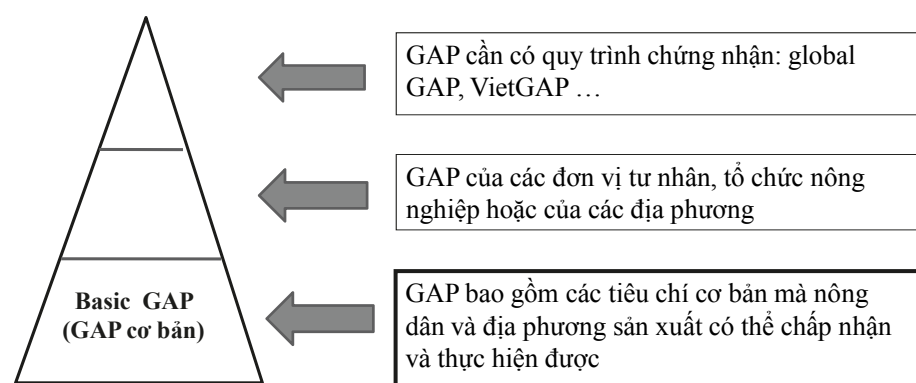 GAP cần có quy trình chứng nhận: global
GAP, VietGAP …
GAP của các đơn vị tư nhân, tổ chức nông
nghiệp hoặc của các địa phương
Basic GAP
(GAP cơ bản)
GAP bao gồm các tiêu chí cơ bản mà nông
dân và địa phương sản xuất có thể chấp nhận
và thực hiện được